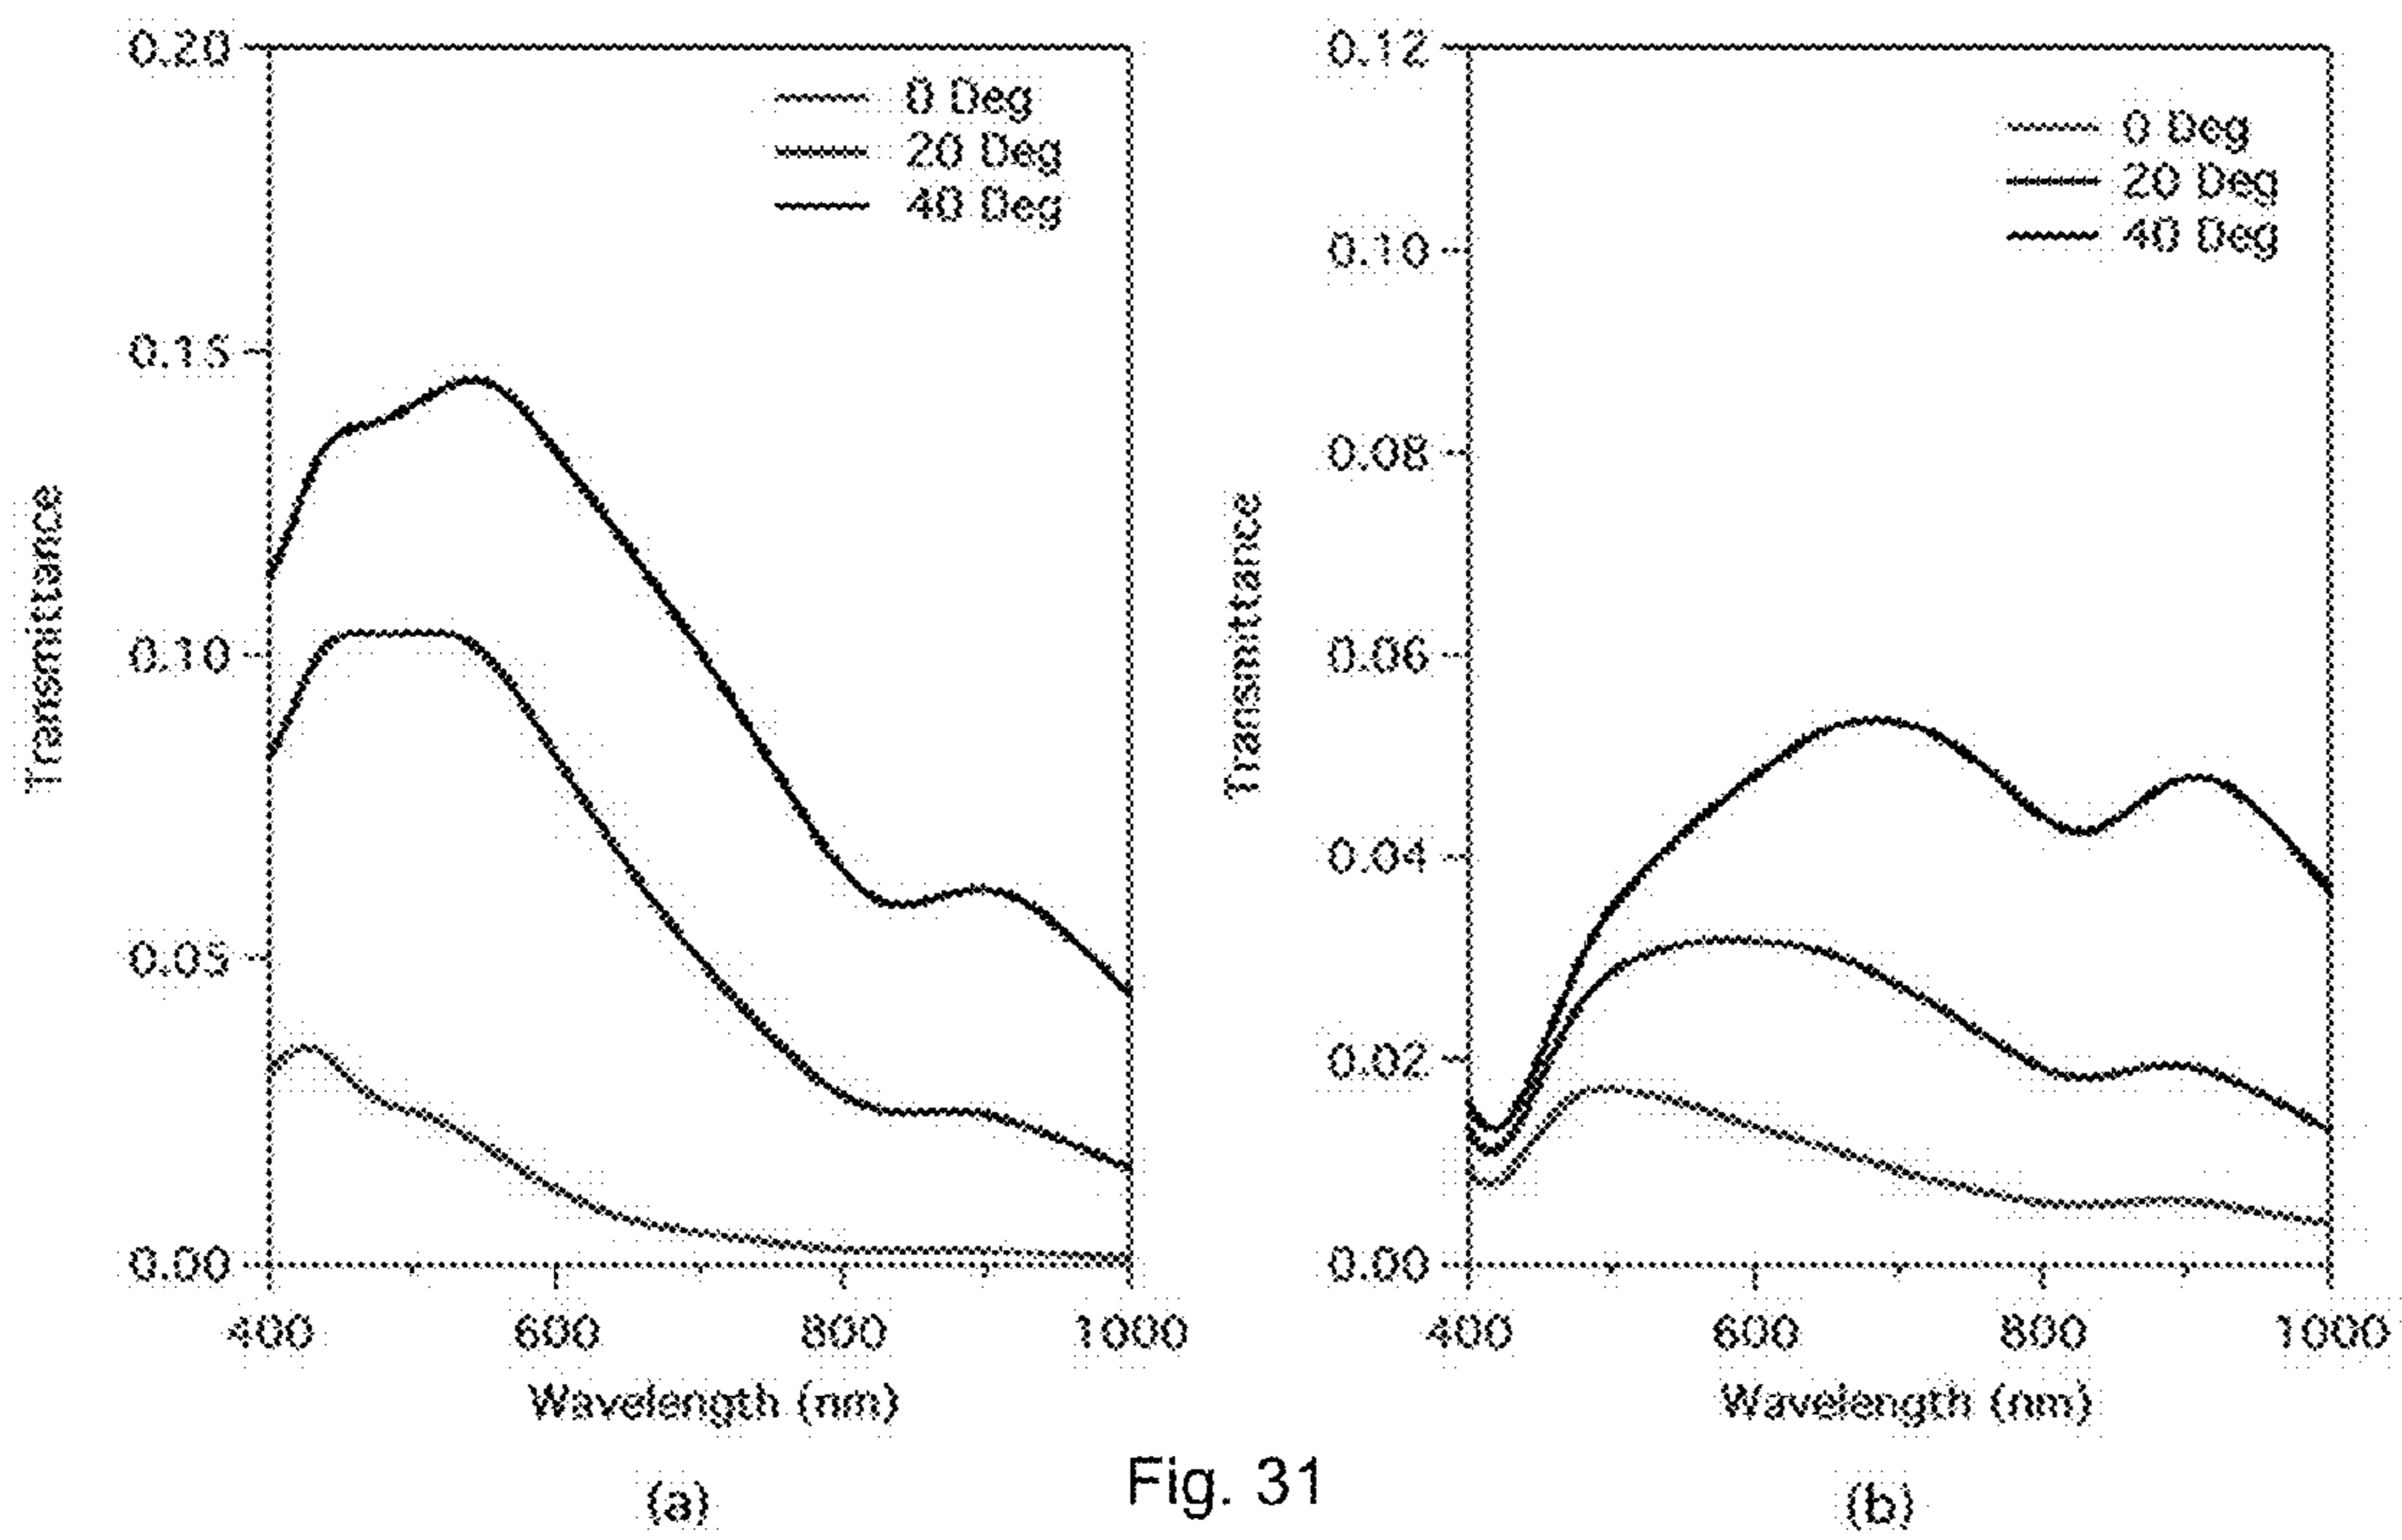 0.20
0 Deg
20 Deg
40 Deg
0.15
0.10
0.05
0.00
400 600 800 1000
Transmittance
Wavelength (nm)
(a)
0.12
0 Deg
20 Deg
40 Deg
0.10
0.08
0.06
0.04
0.02
0.00
400 600 800 1000
Transmittance
Wavelength (nm)
(b)
Fig. 31